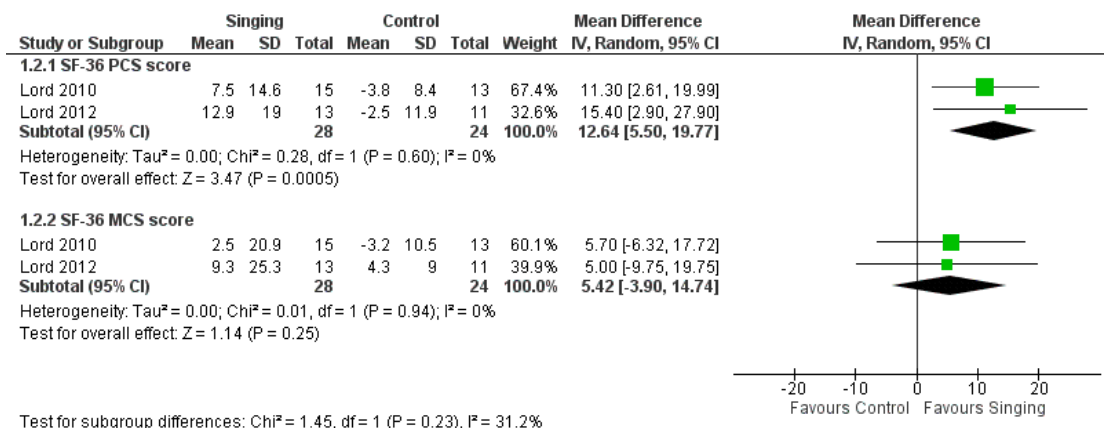 Singing Control Mean Difference Mean Difference
Study or Subgroup Mean SD Total Mean SD Total Weight IV, Random, 95% CI IV, Random, 95% CI
1.2.1 SF-36 PCS score
Lord 2010 7.5 14.6 15 -3.8 8.4 13 67.4% 11.30 [2.61, 19.99]
Lord 2012 12.9 19 13 -2.5 11.9 11 32.6% 15.40 [2.90, 27.90]
Subtotal (95% CI) 28 24 100.0% 12.64 [5.50, 19.77]
Heterogeneity: Tau² = 0.00; Chi² = 0.28, df = 1 (P = 0.60); I² = 0%
Test for overall effect: Z = 3.47 (P = 0.0005)
1.2.2 SF-36 MCS score
Lord 2010 2.5 20.9 15 -3.2 10.5 13 60.1% 5.70 [-6.32, 17.72]
Lord 2012 9.3 25.3 13 4.3 9 11 39.9% 5.00 [-9.75, 19.75]
Subtotal (95% CI) 28 24 100.0% 5.42 [-3.90, 14.74]
Heterogeneity: Tau² = 0.00; Chi² = 0.01, df = 1 (P = 0.94); I² = 0%
Test for overall effect: Z = 1.14 (P = 0.25)
-20 -10 0 10 20
Favours Control Favours Singing
Test for subgroup differences: Chi² = 1.45, df = 1 (P = 0.23), I² = 31.2%